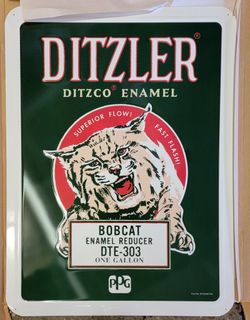 DITZLER®
DITZCO® ENAMEL
SUPERIOR FLOW! FAST FLASH!
BOBCAT
ENAMEL REDUCER
DTE-303
ONE GALLON
PPG